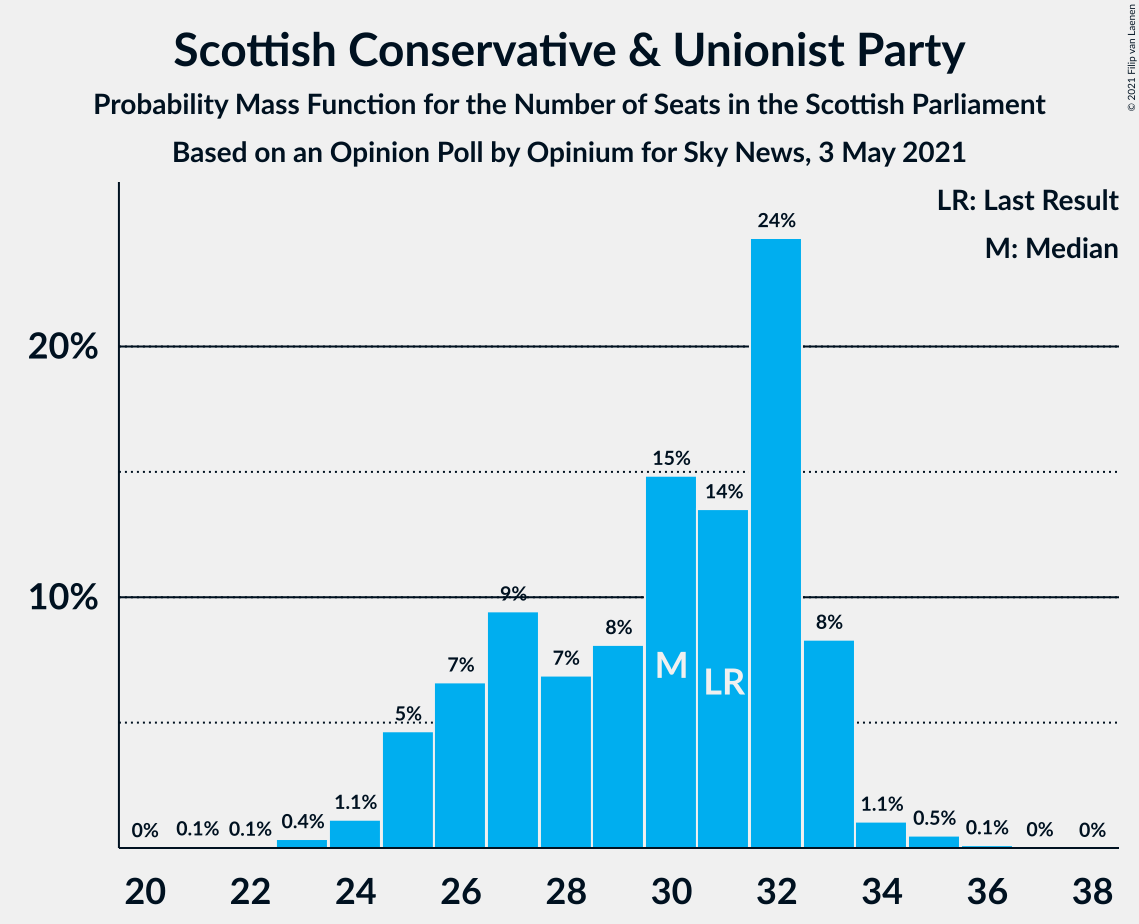 Scottish Conservative & Unionist Party
Probability Mass Function for the Number of Seats in the Scottish Parliament
Based on an Opinion Poll by Opinium for Sky News, 3 May 2021
© 2021 Filip van Laenen
LR: Last Result
M: Median
24%
20%
15%
14%
10%
9%
8%
8%
7%
7%
M
LR
5%
1.1%
1.1%
0.5%
0.4%
0% 0.1% 0.1% 0.1% 0% 0%
20 22 24 26 28 30 32 34 36 38